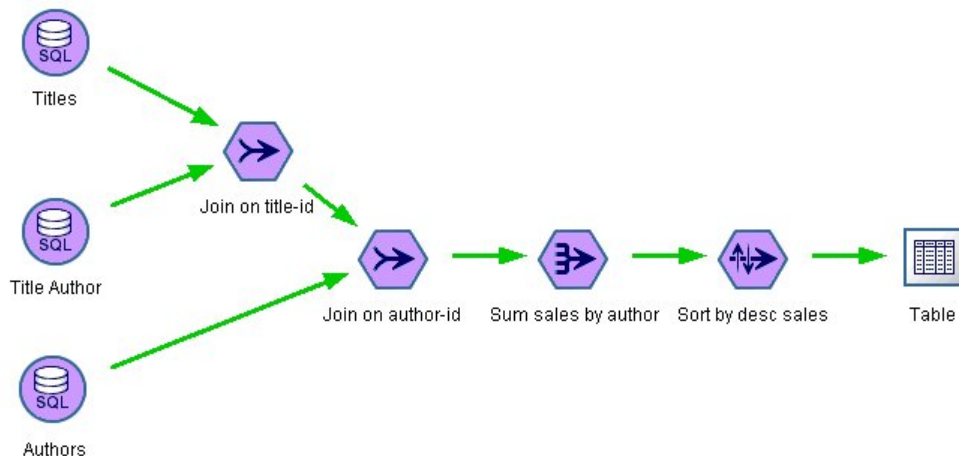 SQL
Titles
SQL
Title Author
SQL
Authors
Join on title-id
Join on author-id
Sum sales by author
Sort by desc sales
Table